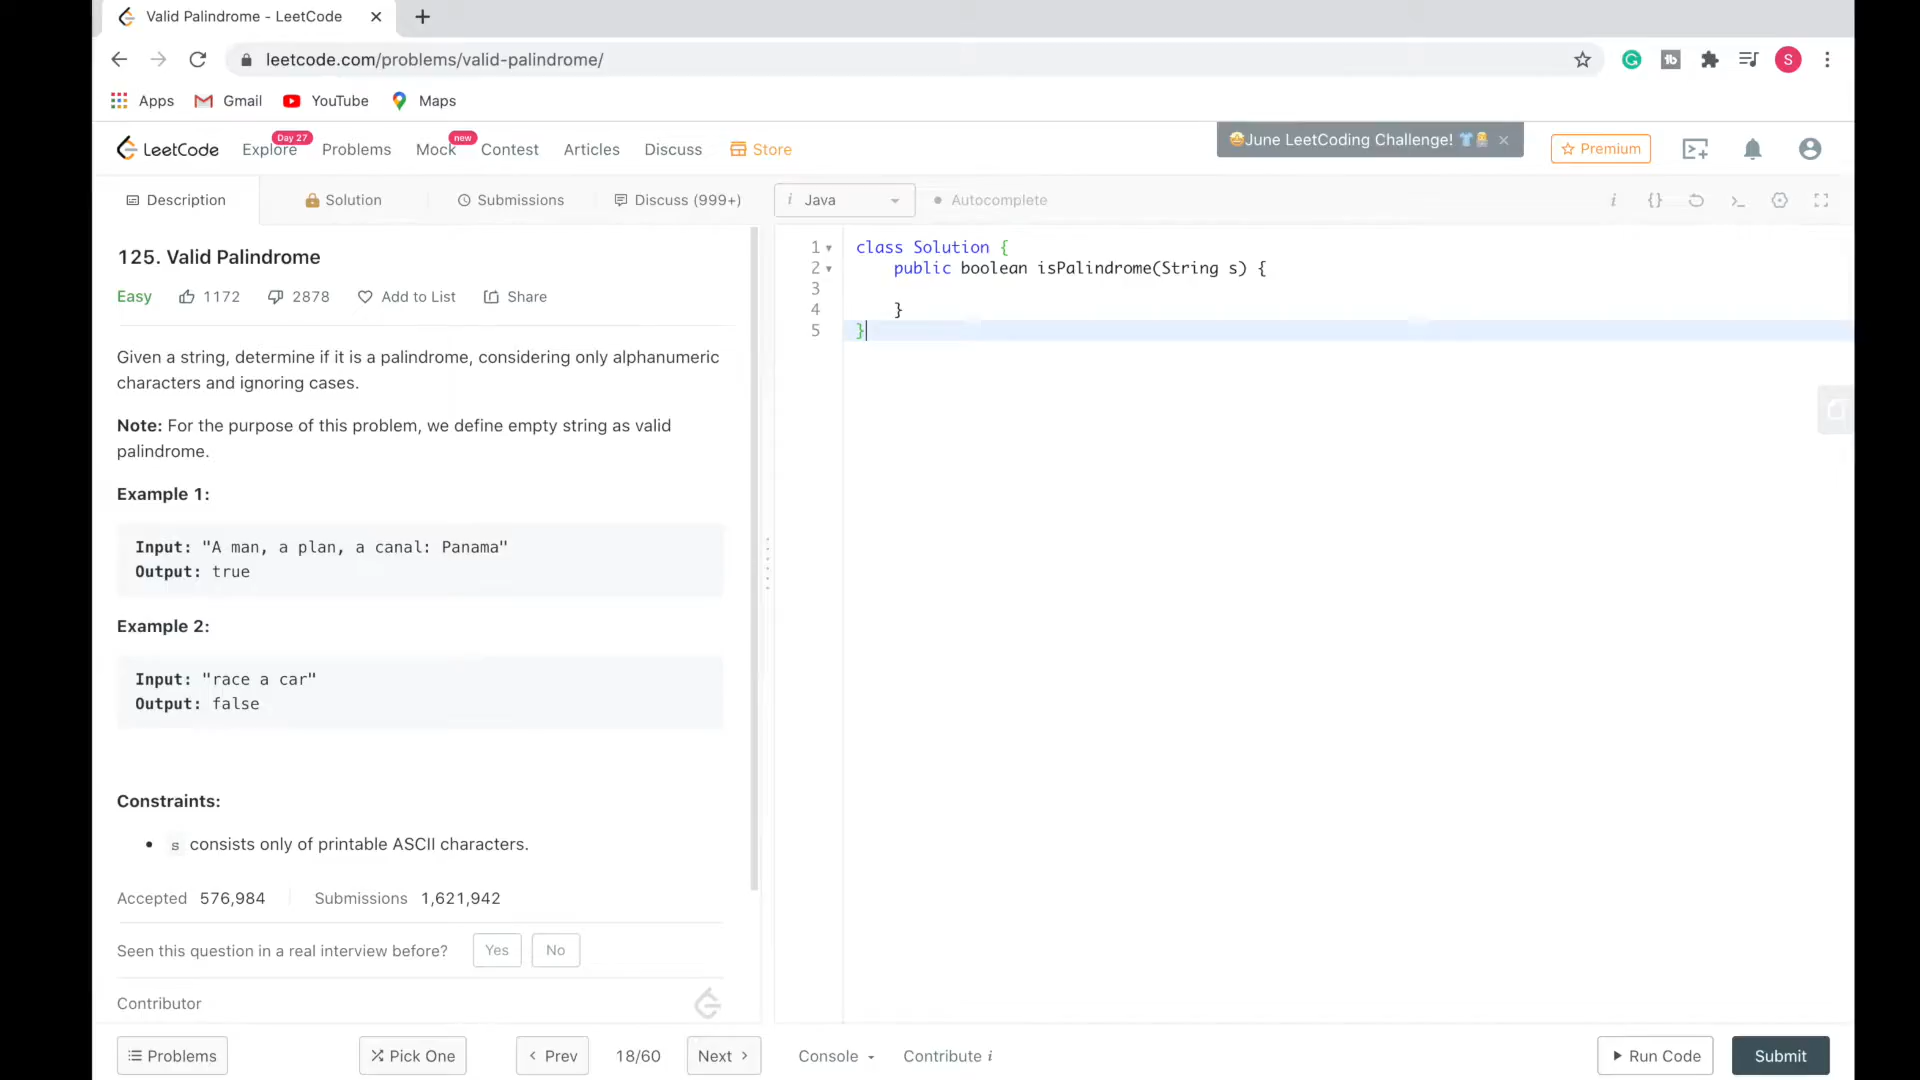 Valid Palindrome - LeetCode
leetcode.com/problems/valid-palindrome/
S
Apps Gmail YouTube Maps
LeetCode Explore Day 27 Problems Mock new Contest Articles Discuss Store
🤩June LeetCoding Challenge! 👕
Premium
Description Solution Submissions Discuss (999+)
i Java Autocomplete
125. Valid Palindrome
Easy 1172 2878 Add to List Share
Given a string, determine if it is a palindrome, considering only alphanumeric
characters and ignoring cases.
Note: For the purpose of this problem, we define empty string as valid
palindrome.
Example 1:
Input: "A man, a plan, a canal: Panama"
Output: true
Example 2:
Input: "race a car"
Output: false
Constraints:
• s consists only of printable ASCII characters.
Accepted 576,984 Submissions 1,621,942
Seen this question in a real interview before? Yes No
Contributor
1 class Solution {
2 public boolean isPalindrome(String s) {
3
4 }
5 }
Problems Pick One Prev 18/60 Next
Console Contribute i
Run Code Submit